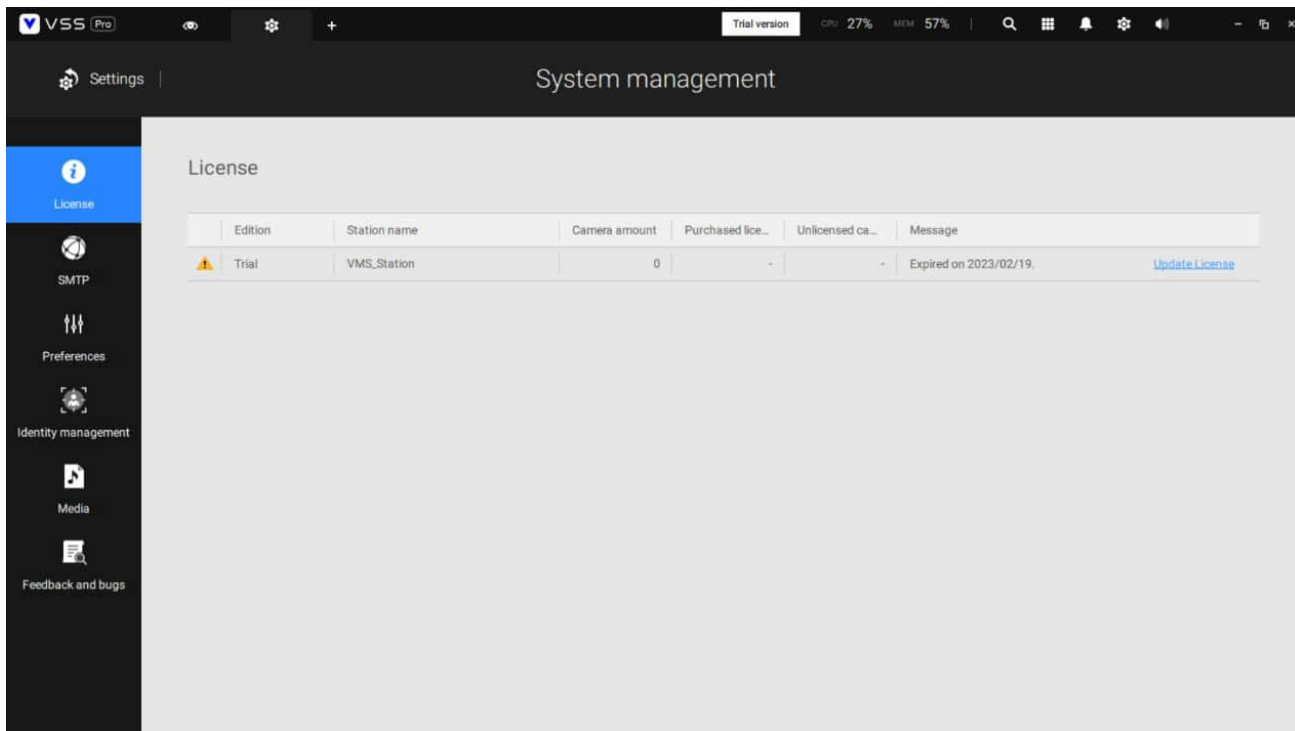 VSS Pro
Trial version CPU 27% MEM 57%
Settings
System management
License
SMTP
Preferences
Identity management
Media
Feedback and bugs
License
Edition Station name Camera amount Purchased lice... Unlicensed ca... Message
Trial VMS_Station 0 - - Expired on 2023/02/19. Update License